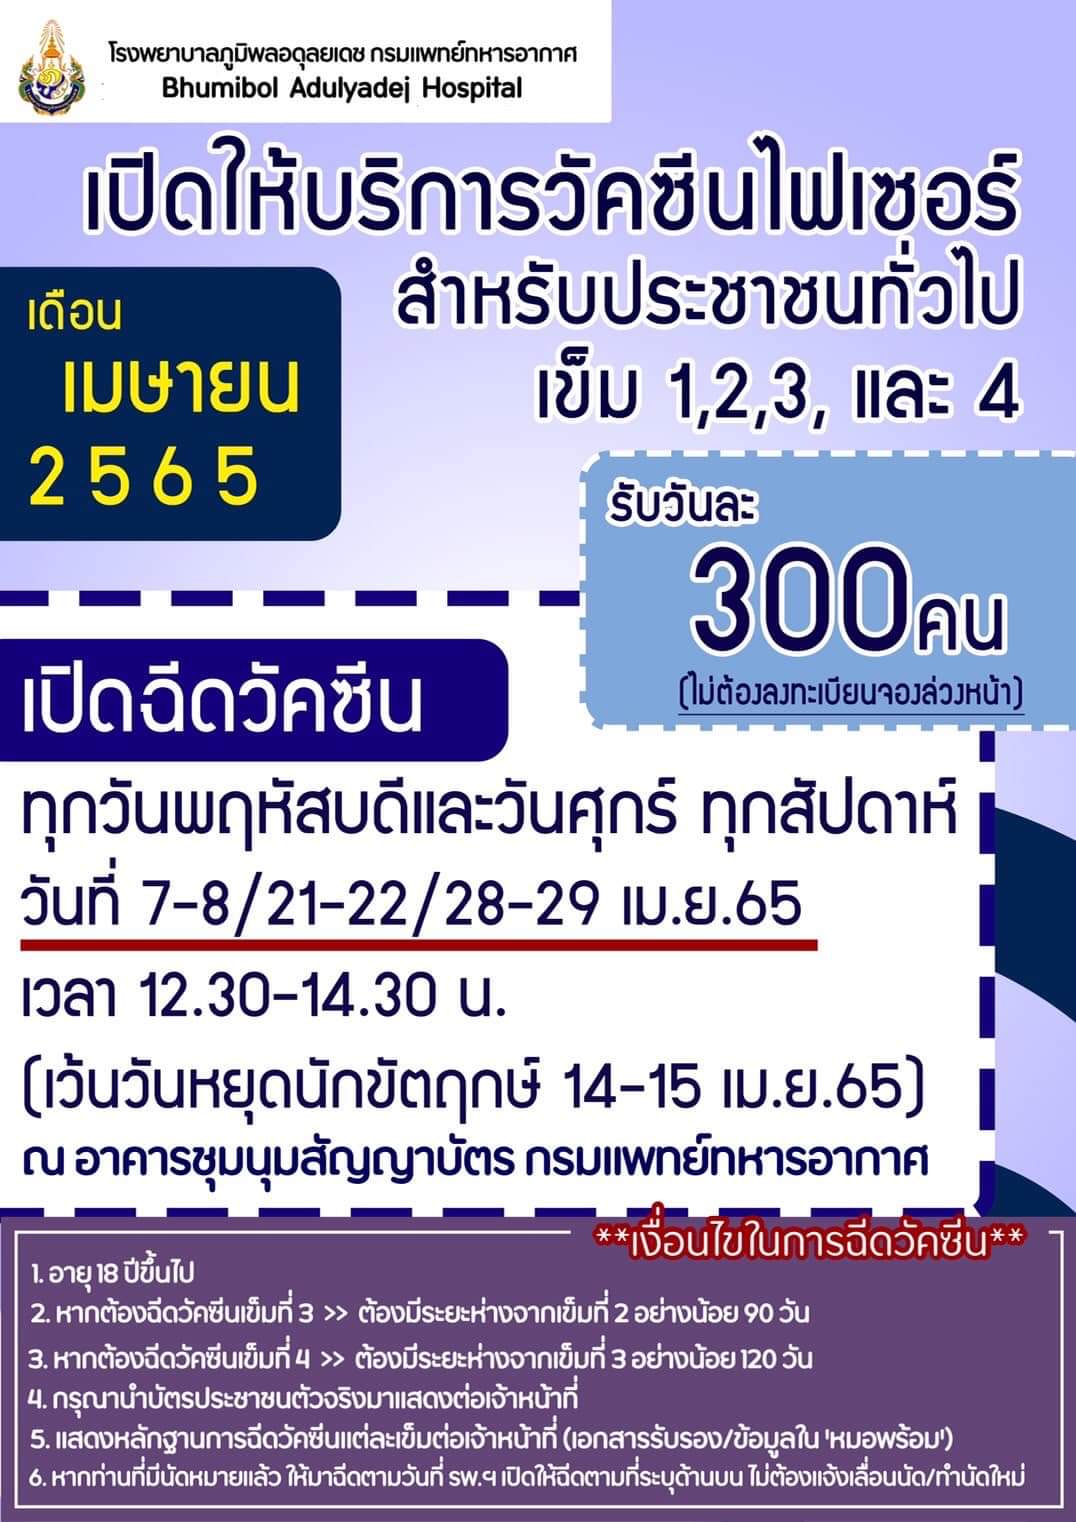 โรงพยาบาลภูมิพลอดุลยเดช กรมแพทย์ทหารอากาศ
Bhumibol Adulyadej Hospital
เปิดให้บริการวัคซีนไฟเซอร์
สำหรับประชาชนทั่วไป
เข็ม 1,2,3, และ 4
เดือน
เมษายน
2565
รับวันละ
300คน
(ไม่ต้องลงทะเบียนจองล่วงหน้า)
เปิดฉีดวัคซีน
ทุกวันพฤหัสบดีและวันศุกร์ ทุกสัปดาห์
วันที่ 7-8/21-22/28-29 เม.ย.65
เวลา 12.30-14.30 น.
(เว้นวันหยุดนักขัตฤกษ์ 14-15 เม.ย.65)
ณ อาคารชุมนุมสัญญาบัตร กรมแพทย์ทหารอากาศ
**เงื่อนไขในการฉีดวัคซีน**
1. อายุ 18 ปีขึ้นไป
2. หากต้องฉีดวัคซีนเข็มที่ 3 >> ต้องมีระยะห่างจากเข็มที่ 2 อย่างน้อย 90 วัน
3. หากต้องฉีดวัคซีนเข็มที่ 4 >> ต้องมีระยะห่างจากเข็มที่ 3 อย่างน้อย 120 วัน
4. กรุณานำบัตรประชาชนตัวจริงมาแสดงต่อเจ้าหน้าที่
5. แสดงหลักฐานการฉีดวัคซีนแต่ละเข็มต่อเจ้าหน้าที่ (เอกสารรับรอง/ข้อมูลใน 'หมอพร้อม')
6. หากท่านที่มีนัดหมายแล้ว ให้มาฉีดตามวันที่ รพ.ฯ เปิดให้ฉีดตามที่ระบุด้านบน ไม่ต้องแจ้งเลื่อนนัด/ทำนัดใหม่